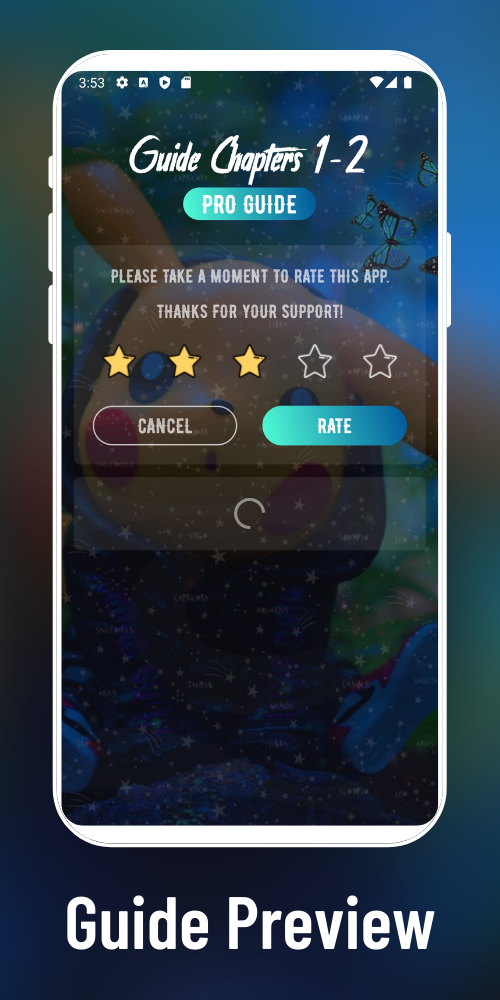 3:53
Guide Chapters 1-2
PRO GUIDE
PLEASE TAKE A MOMENT TO RATE THIS APP.
THANKS FOR YOUR SUPPORT!
CANCEL
RATE
Guide Preview